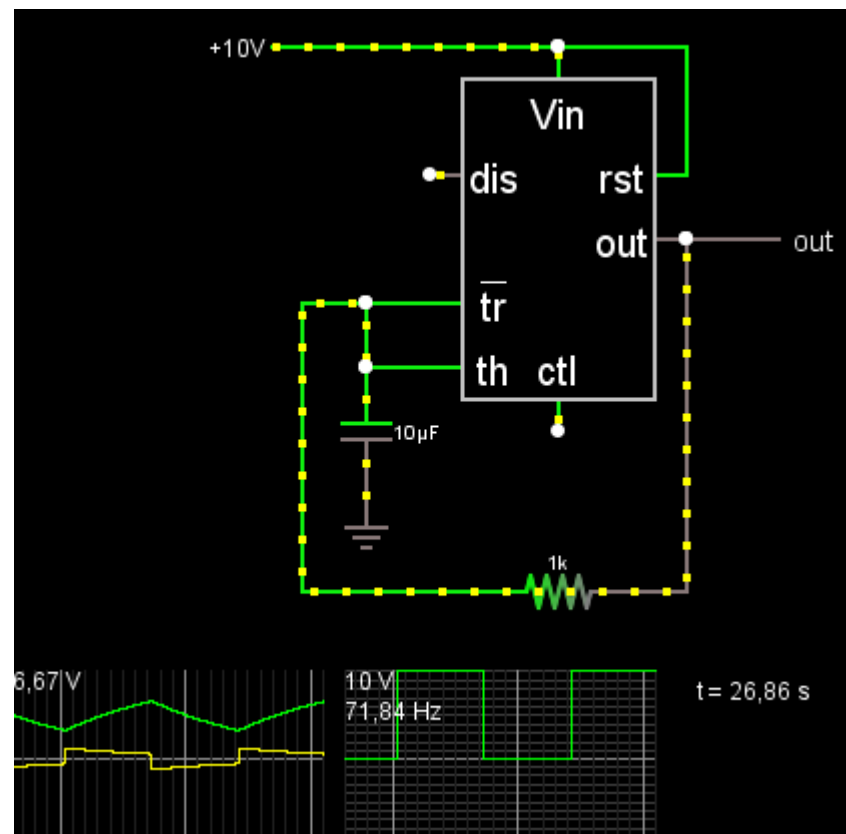 +10V
Vin
dis
rst
out
out
tr
th
ctl
10µF
1k
6,67 V
10 V
71,84 Hz
t = 26,86 s